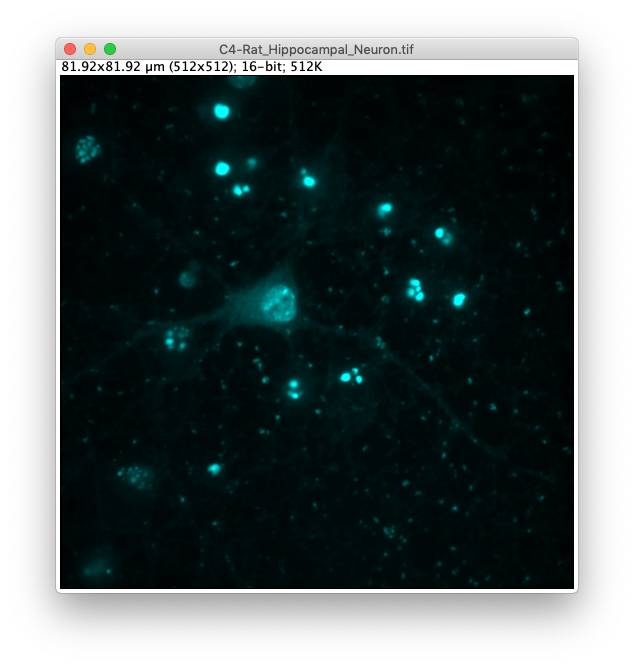 C4-Rat_Hippocampal_Neuron.tif
81.92x81.92 µm (512x512); 16-bit; 512K